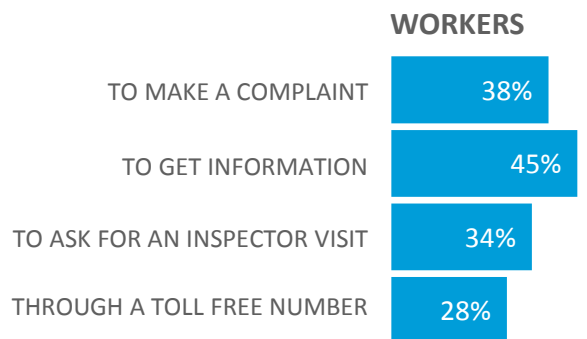 WORKERS
TO MAKE A COMPLAINT 38%
TO GET INFORMATION 45%
TO ASK FOR AN INSPECTOR VISIT 34%
THROUGH A TOLL FREE NUMBER 28%